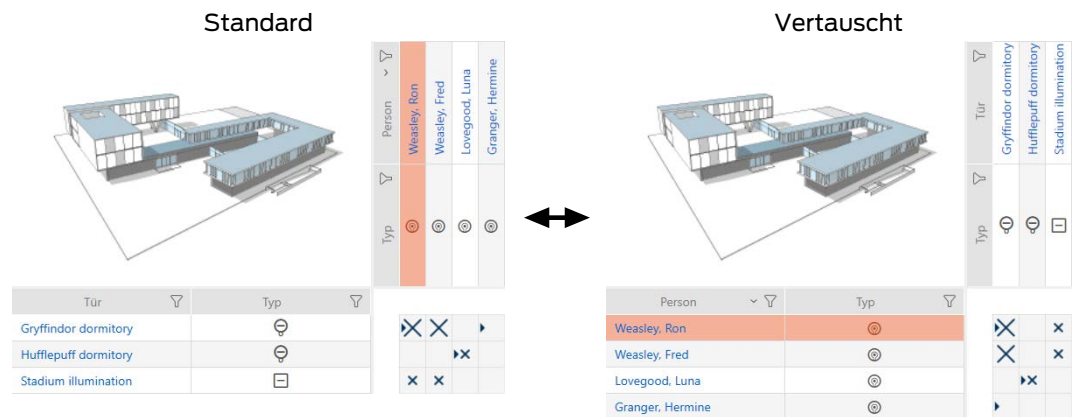 Standard
Vertauscht
Person
Weasley, Ron
Weasley, Fred
Lovegood, Luna
Granger, Hermine
Typ
Tür
Typ
Gryffindor dormitory
Hufflepuff dormitory
Stadium illumination
Tür
Gryffindor dormitory
Hufflepuff dormitory
Stadium illumination
Typ
Person
Typ
Weasley, Ron
Weasley, Fred
Lovegood, Luna
Granger, Hermine